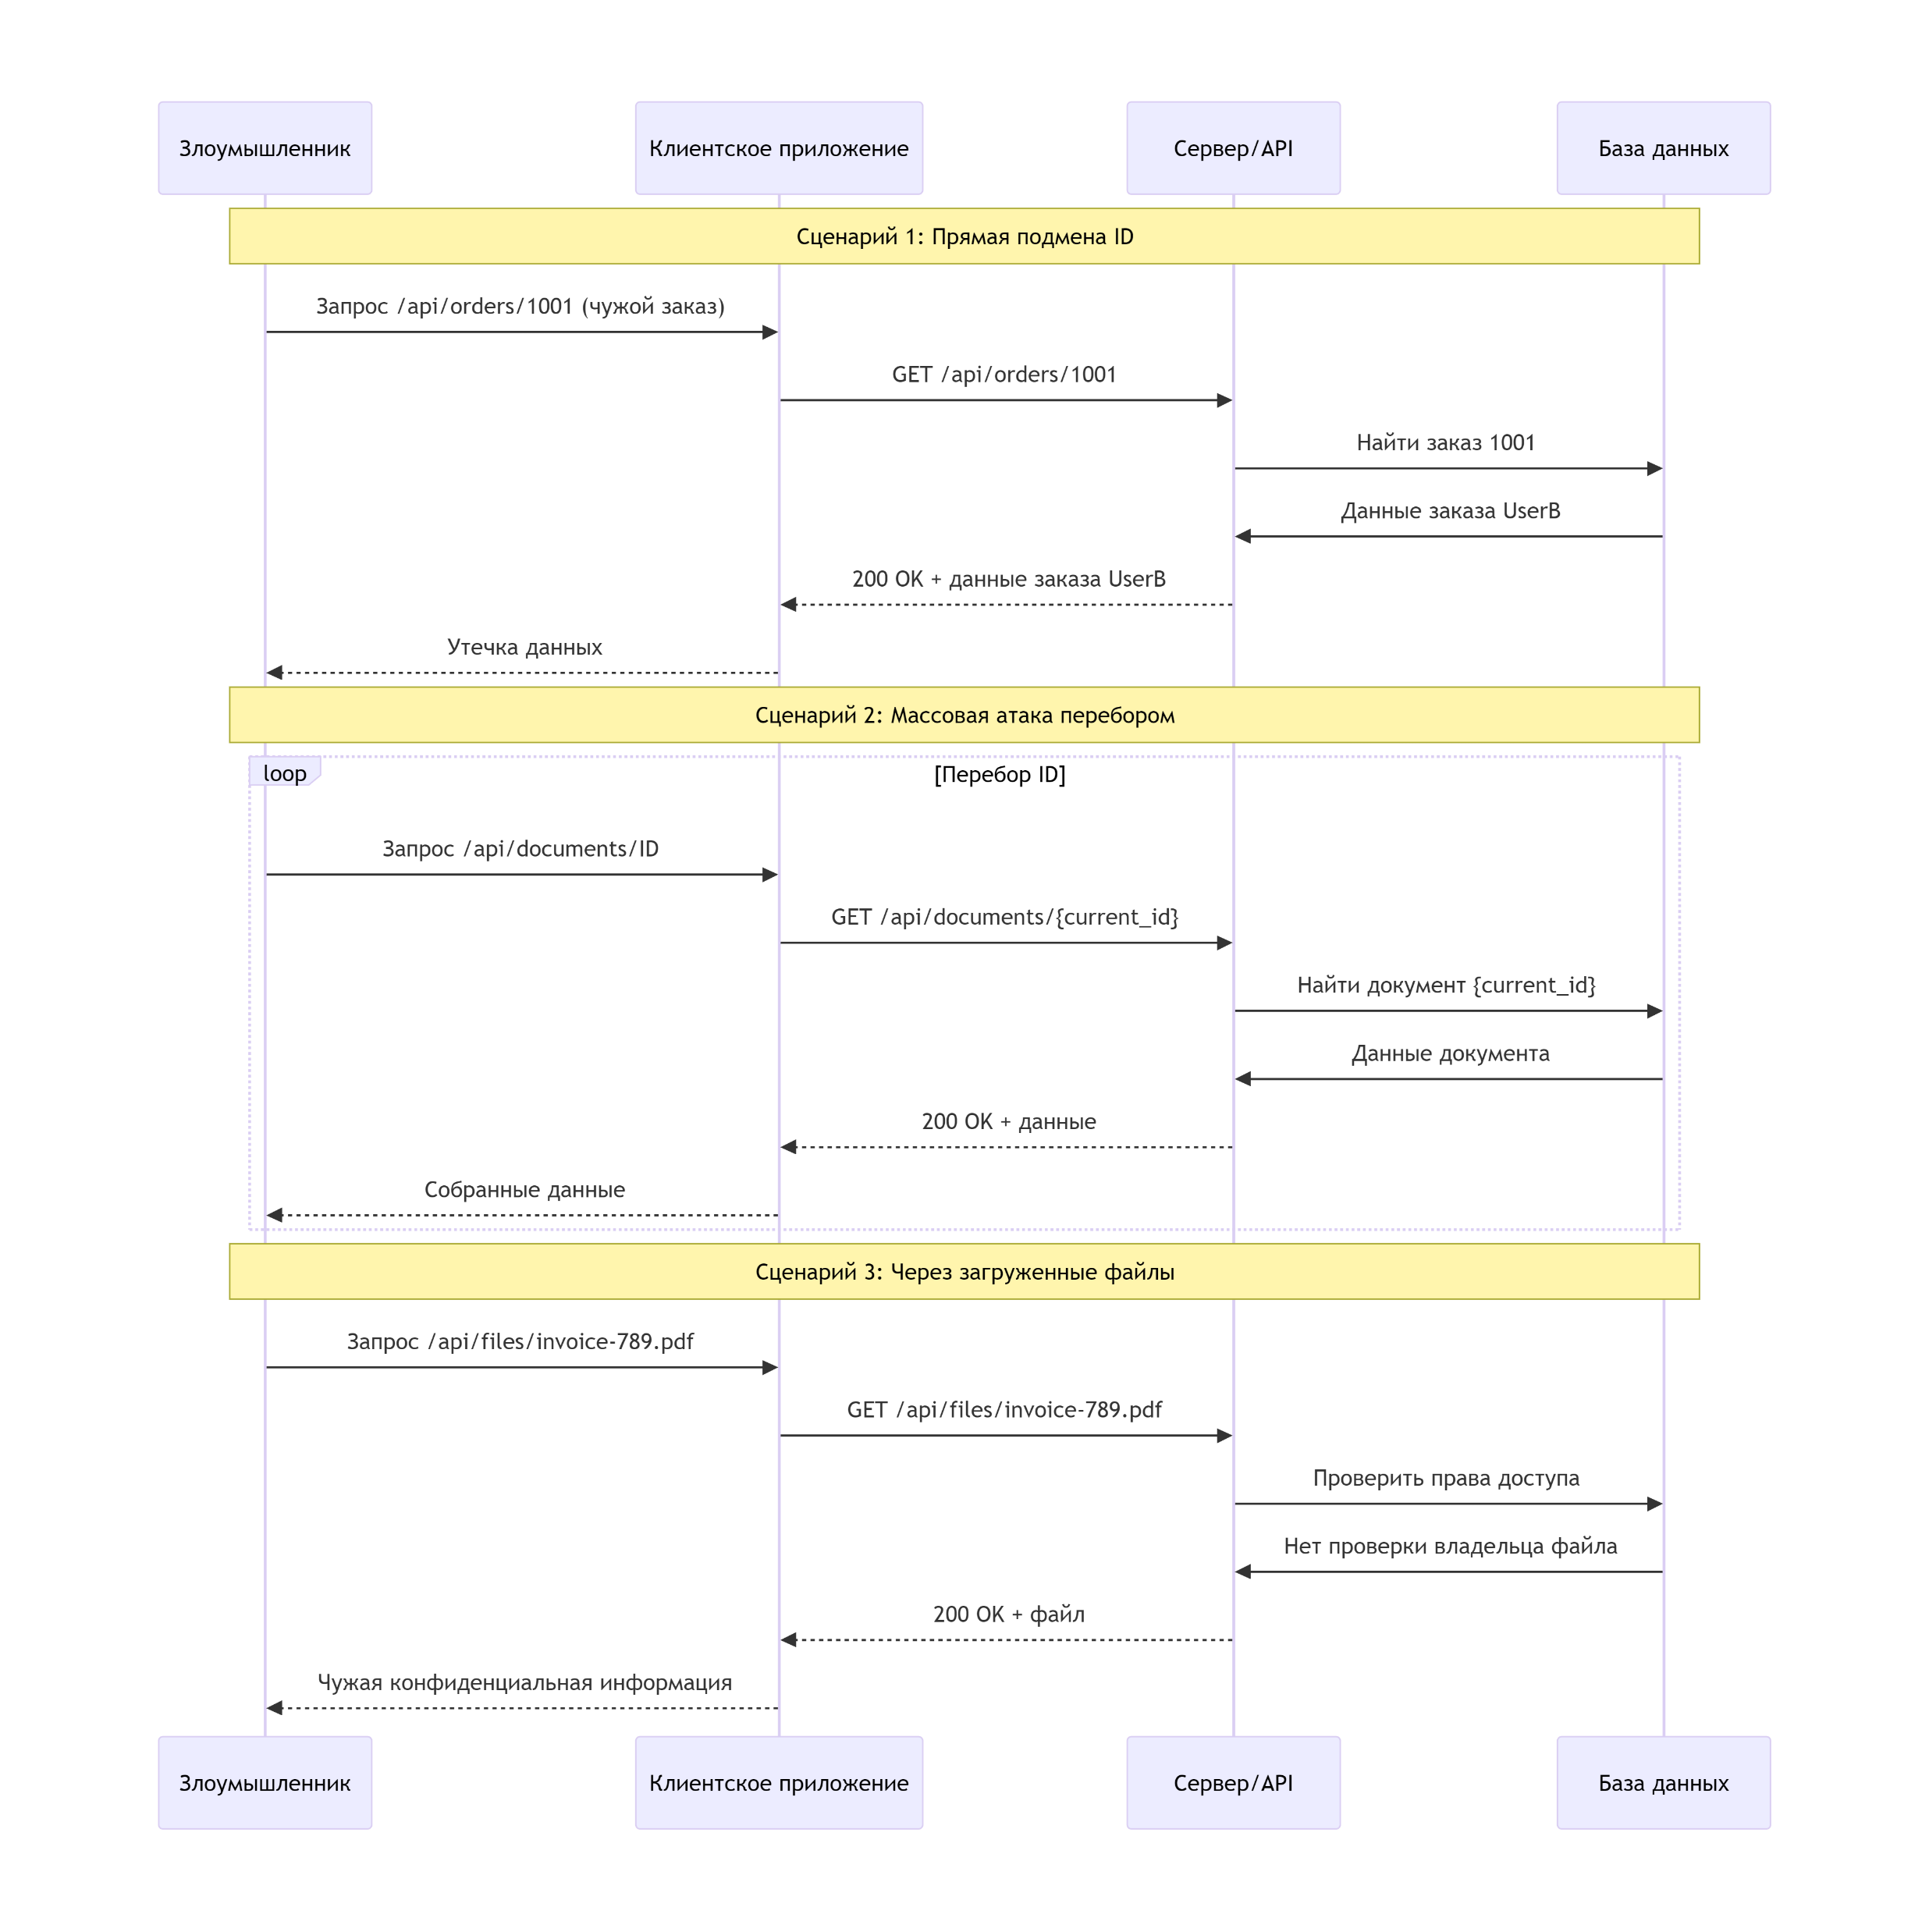 Злоумышленник
Клиентское приложение
Сервер/API
База данных
Сценарий 1: Прямая подмена ID
Запрос /api/orders/1001 (чужой заказ)
GET /api/orders/1001
Найти заказ 1001
Данные заказа UserB
200 OK + данные заказа UserB
Утечка данных
Сценарий 2: Массовая атака перебором
loop
[Перебор ID]
Запрос /api/documents/ID
GET /api/documents/{current_id}
Найти документ {current_id}
Данные документа
200 OK + данные
Собранные данные
Сценарий 3: Через загруженные файлы
Запрос /api/files/invoice-789.pdf
GET /api/files/invoice-789.pdf
Проверить права доступа
Нет проверки владельца файла
200 OK + файл
Чужая конфиденциальная информация
Злоумышленник
Клиентское приложение
Сервер/API
База данных